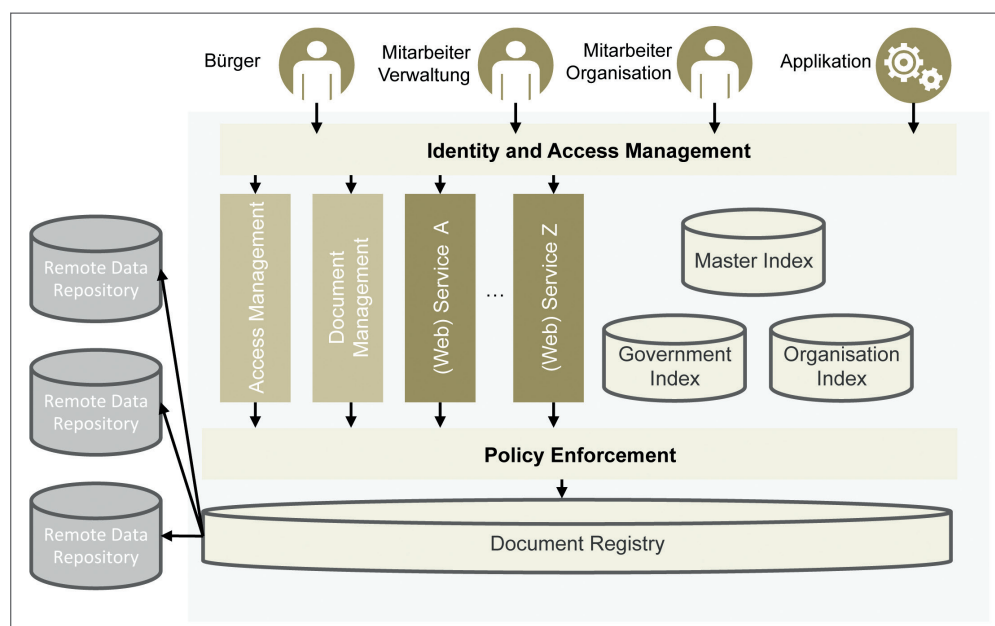 Bürger
Mitarbeiter
Verwaltung
Mitarbeiter
Organisation
Applikation
Identity and Access Management
Access Management
Document
Management
(Web) Service A
...
(Web) Service Z
Master Index
Government
Index
Organisation
Index
Remote Data
Repository
Remote Data
Repository
Remote Data
Repository
Policy Enforcement
Document Registry